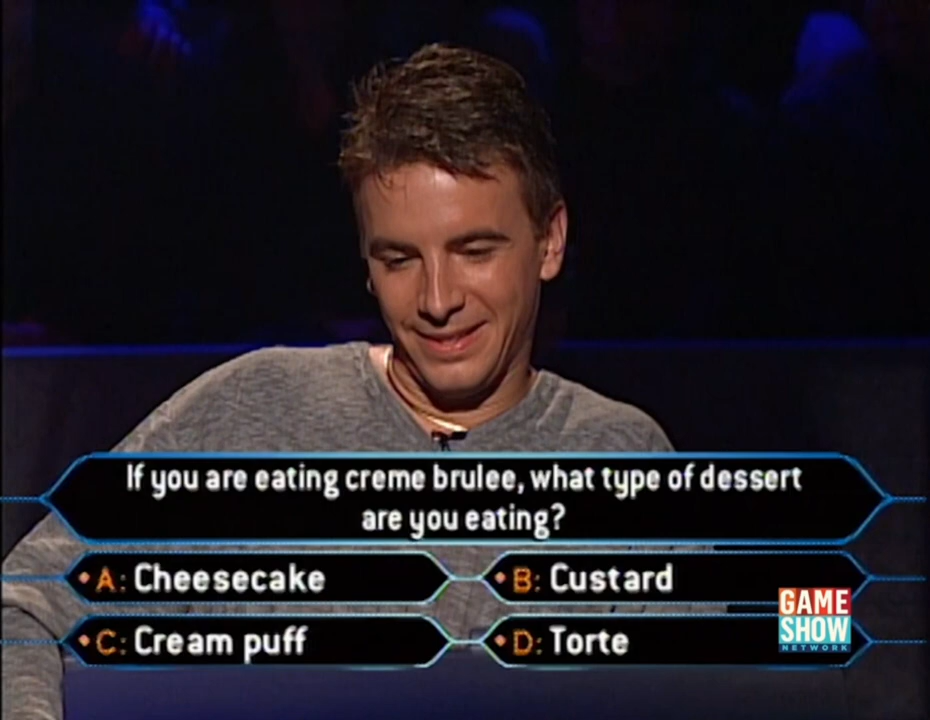 If you are eating creme brulee, what type of dessert
are you eating?
A: Cheesecake
B: Custard
C: Cream puff
D: Torte
GAME
SHOW
NETWORK